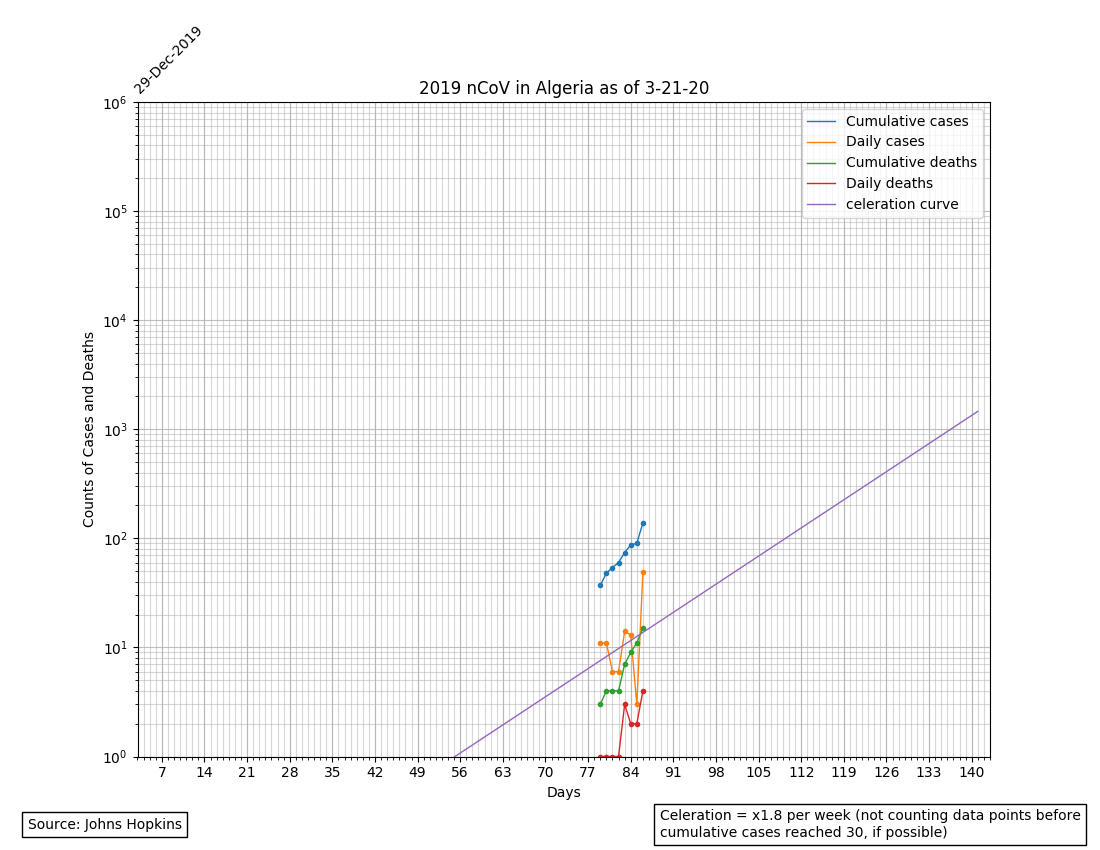 29-Dec-2019
2019 nCoV in Algeria as of 3-21-20
Cumulative cases
Daily cases
Cumulative deaths
Daily deaths
celeration curve
10^6
10^5
10^4
10^3
10^2
10^1
10^0
Counts of Cases and Deaths
7 14 21 28 35 42 49 56 63 70 77 84 91 98 105 112 119 126 133 140
Days
Source: Johns Hopkins
Celeration = x1.8 per week (not counting data points before
cumulative cases reached 30, if possible)